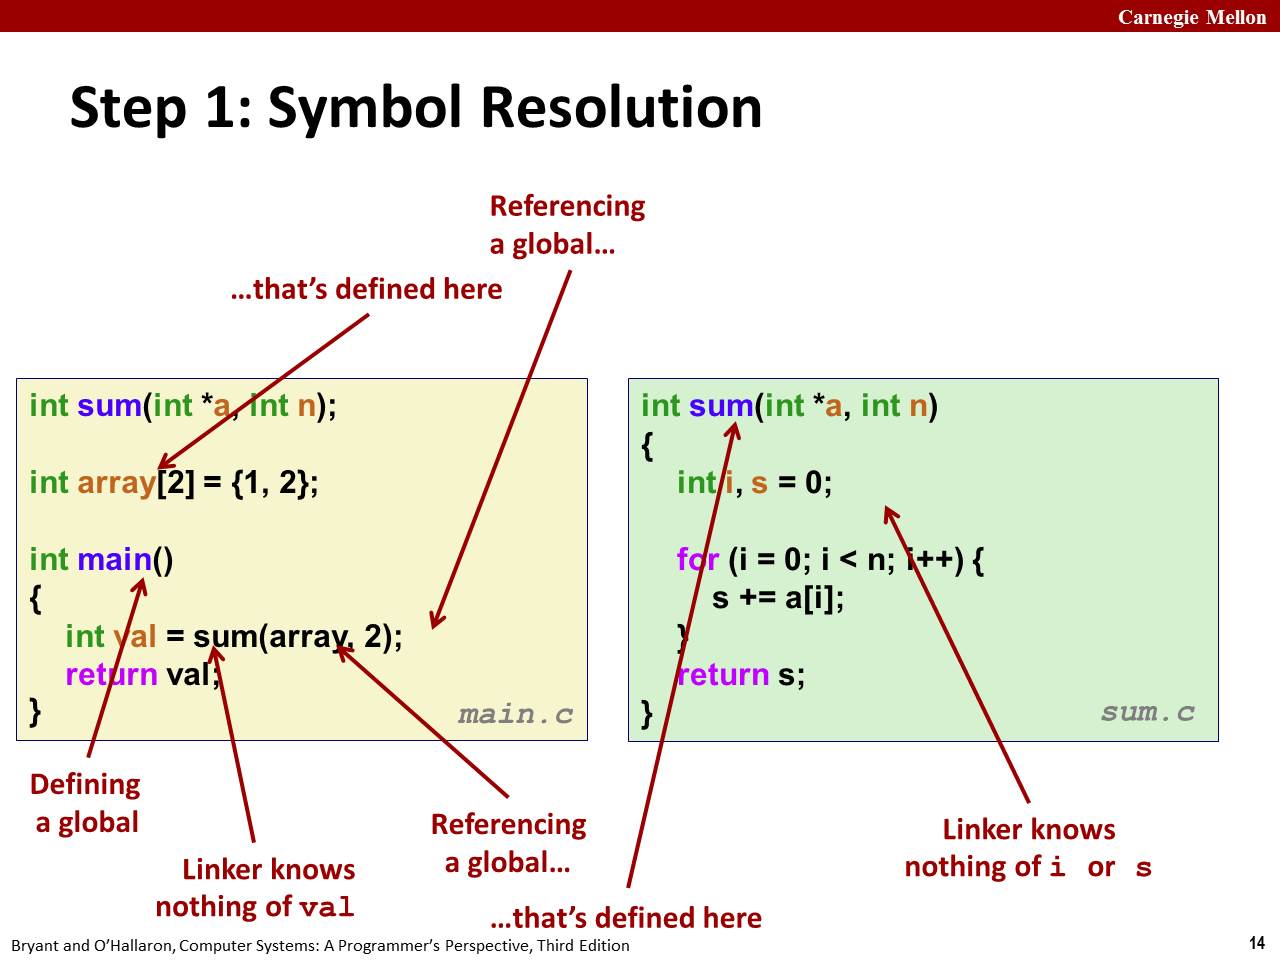 Carnegie Mellon
Step 1: Symbol Resolution
Referencing
a global…
…that’s defined here
int sum(int *a, int n);
int array[2] = {1, 2};
int main()
{
int val = sum(array, 2);
return val;
}
main.c
int sum(int *a, int n)
{
int i, s = 0;
for (i = 0; i < n; i++) {
s += a[i];
}
return s;
}
sum.c
Defining
a global
Linker knows
nothing of val
Referencing
a global…
…that’s defined here
Linker knows
nothing of i or s
Bryant and O’Hallaron, Computer Systems: A Programmer’s Perspective, Third Edition
14